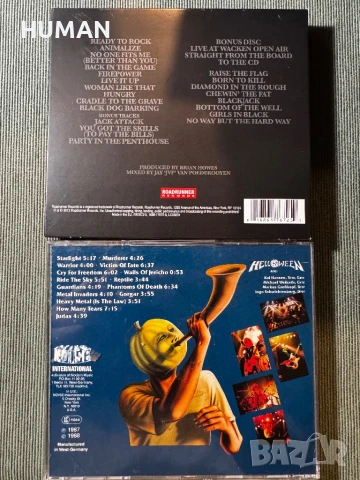 HUMAN
READY TO ROCK
ANIMALIZE
NO ONE FITS ME
(BETTER THAN YOU)
BACK IN THE GAME
FIREPOWER
LIVE IT UP
WOMAN LIKE THAT
HUNGRY
CRADLE TO THE GRAVE
BLACK DOG BARKING
BONUS TRACKS
JACK ATTACK
YOU GOT THE SKILLS
(TO PAY THE BILLS)
PARTY IN THE PENTHOUSE
BONUS DISC
LIVE AT WACKEN OPEN AIR
STRAIGHT FROM THE BOARD
TO THE CD
RAISE THE FLAG
BORN TO KILL
DIAMOND IN THE ROUGH
CHEWIN' THE FAT
BLACKJACK
BOTTOM OF THE WELL
GIRLS IN BLACK
NO WAY BUT THE HARD WAY
PRODUCED BY BRIAN HOWES
MIXED BY JAY "JVP" VAN POEDEROOYEN
ROADRUNNER
RECORDS
Starlight 5:17 · Murderer 4:26
Warrior 4:00 · Victim Of Fate 6:37
Cry For Freedom 6:02 · Walls Of Jericho 0:53
Ride The Sky 5:51 · Reptile 3:45
Guardians 4:19 · Phantoms Of Death 6:34
Metal Invaders 4:10 · Gorgar 3:55
Heavy Metal (Is The Law) 3:59
How Many Tears 7:15
Judas 4:39
HELLOWEEN
are:
NOISE
INTERNATIONAL
1987
1988
Manufactured
in West-Germany
BAZAR